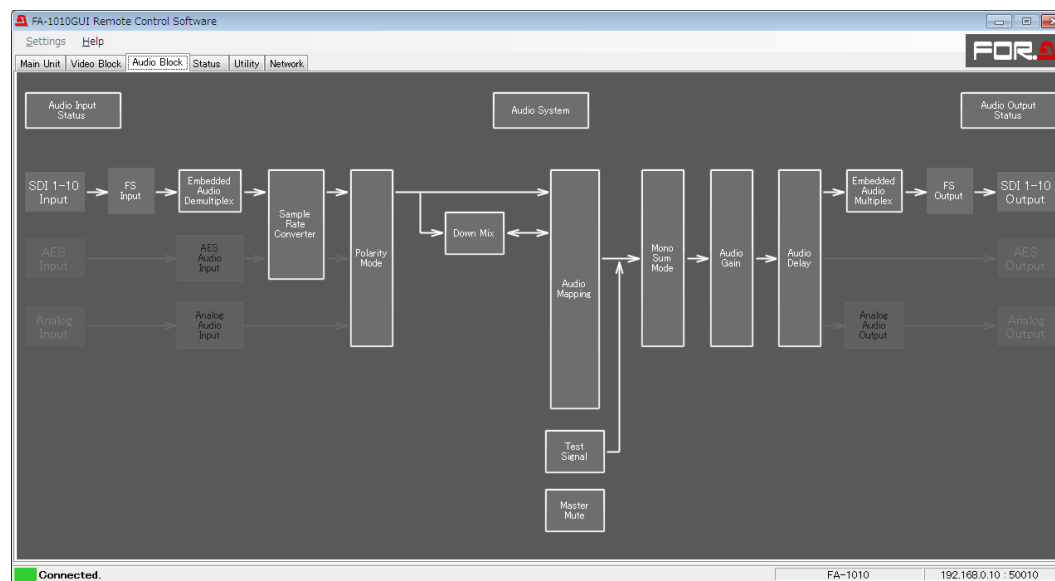 FA-1010GUI Remote Control Software
Settings Help
FOR.A
Main Unit Video Block Audio Block Status Utility Network
Audio Input
Status
Audio System
Audio Output
Status
SDI 1-10
Input
FS
Input
Embedded
Audio
Demultiplex
Sample
Rate
Converter
Polarity
Mode
Down Mix
Audio
Mapping
Mono
Sum
Mode
Audio
Gain
Audio
Delay
Embedded
Audio
Multiplex
FS
Output
SDI 1-10
Output
AES
Input
AES
Audio
Input
AES
Output
Analog
Input
Analog
Audio
Input
Analog
Audio
Output
Analog
Output
Test
Signal
Master
Mute
Connected.
FA-1010
192.168.0.10 : 50010